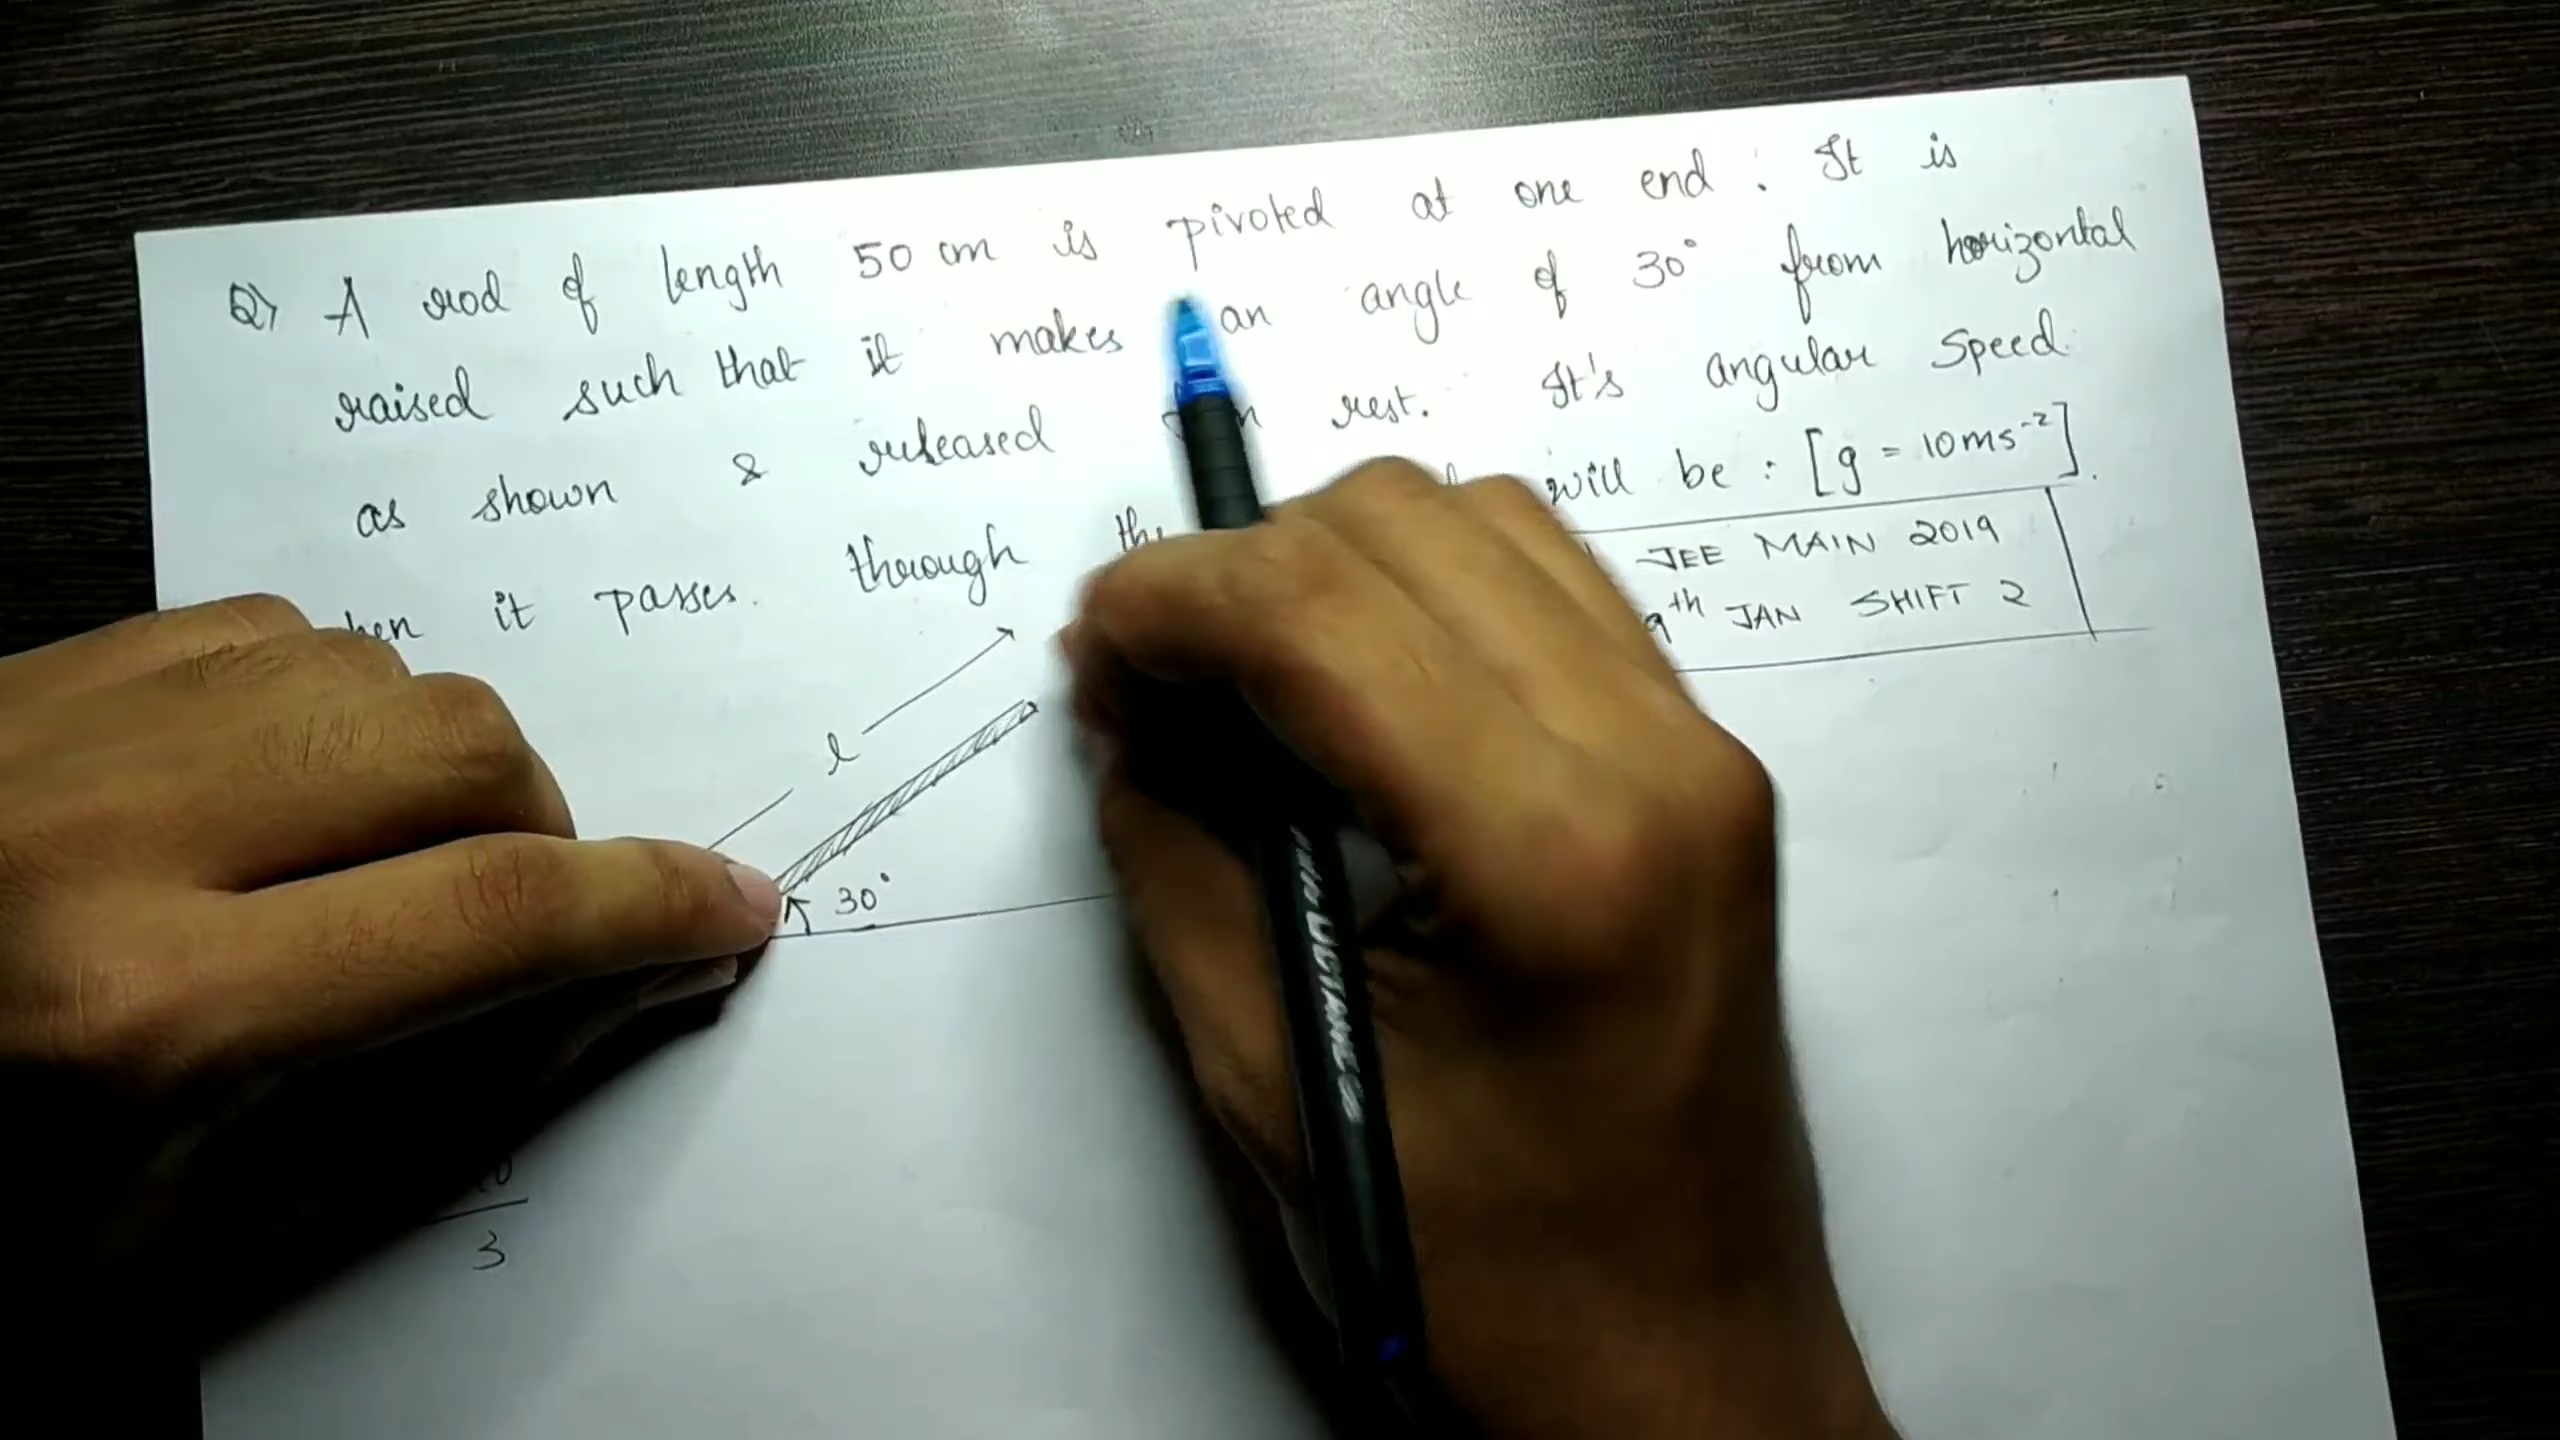 Q) A rod of length 50 cm is pivoted at one end. It is
raised such that it makes an angle of 30° from horizontal
as shown & released rest. It's angular speed
it passes through will be : [g = 10ms⁻²].
JEE MAIN 2019
9th JAN SHIFT 2
l
30°
3